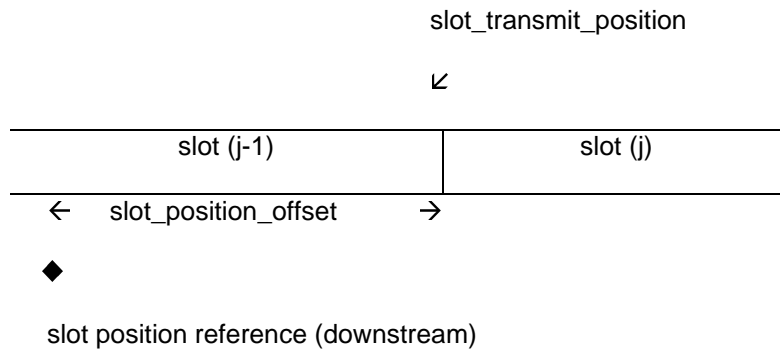 slot_transmit_position
slot (j-1) slot (j)
slot_position_offset
slot position reference (downstream)